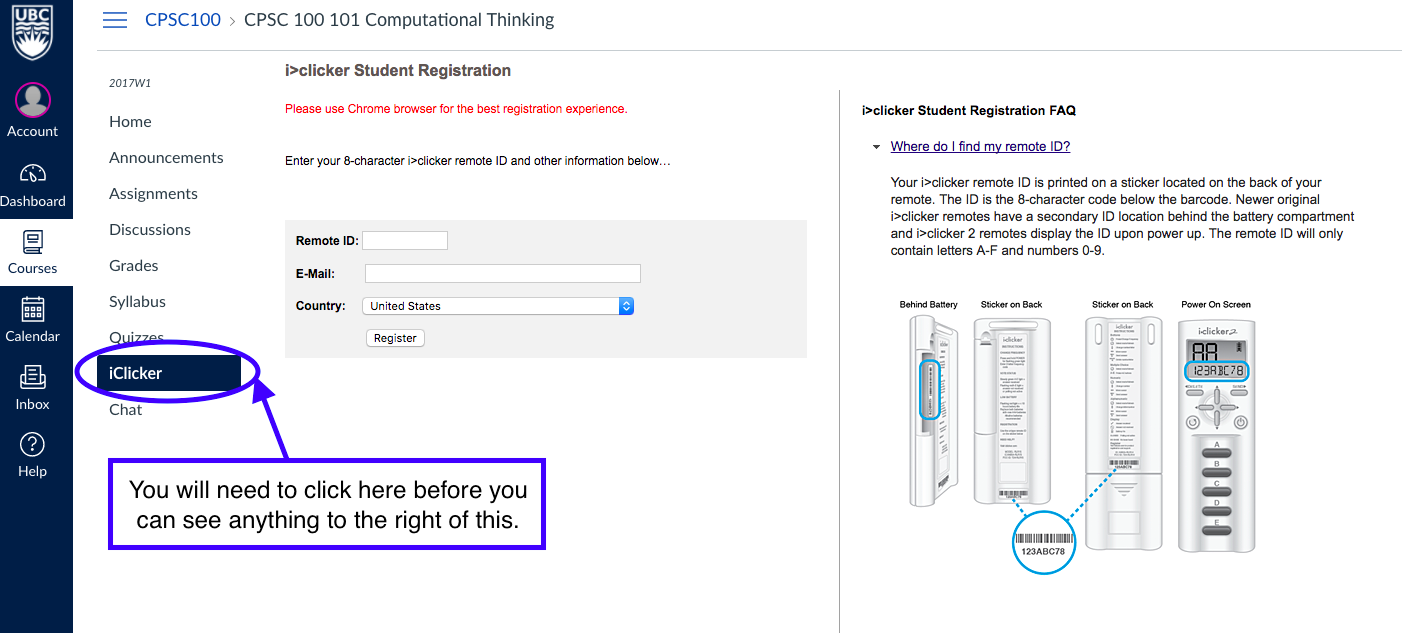 UBC
CPSC100 > CPSC 100 101 Computational Thinking
Account
Dashboard
Courses
Calendar
Inbox
Help
2017W1
Home
Announcements
Assignments
Discussions
Grades
Syllabus
Quizzes
iClicker
Chat
You will need to click here before you
can see anything to the right of this.
i>clicker Student Registration
Please use Chrome browser for the best registration experience.
Enter your 8-character i>clicker remote ID and other information below…
Remote ID:
E-Mail:
Country: United States
Register
i>clicker Student Registration FAQ
Where do I find my remote ID?
Your i>clicker remote ID is printed on a sticker located on the back of your
remote. The ID is the 8-character code below the barcode. Newer original
i>clicker remotes have a secondary ID location behind the battery compartment
and i>clicker 2 remotes display the ID upon power up. The remote ID will only
contain letters A-F and numbers 0-9.
Behind Battery Sticker on Back Sticker on Back Power On Screen
iclicker
iclicker
iclicker2
AA
123ABC78
A
B
C
D
E
123ABC78